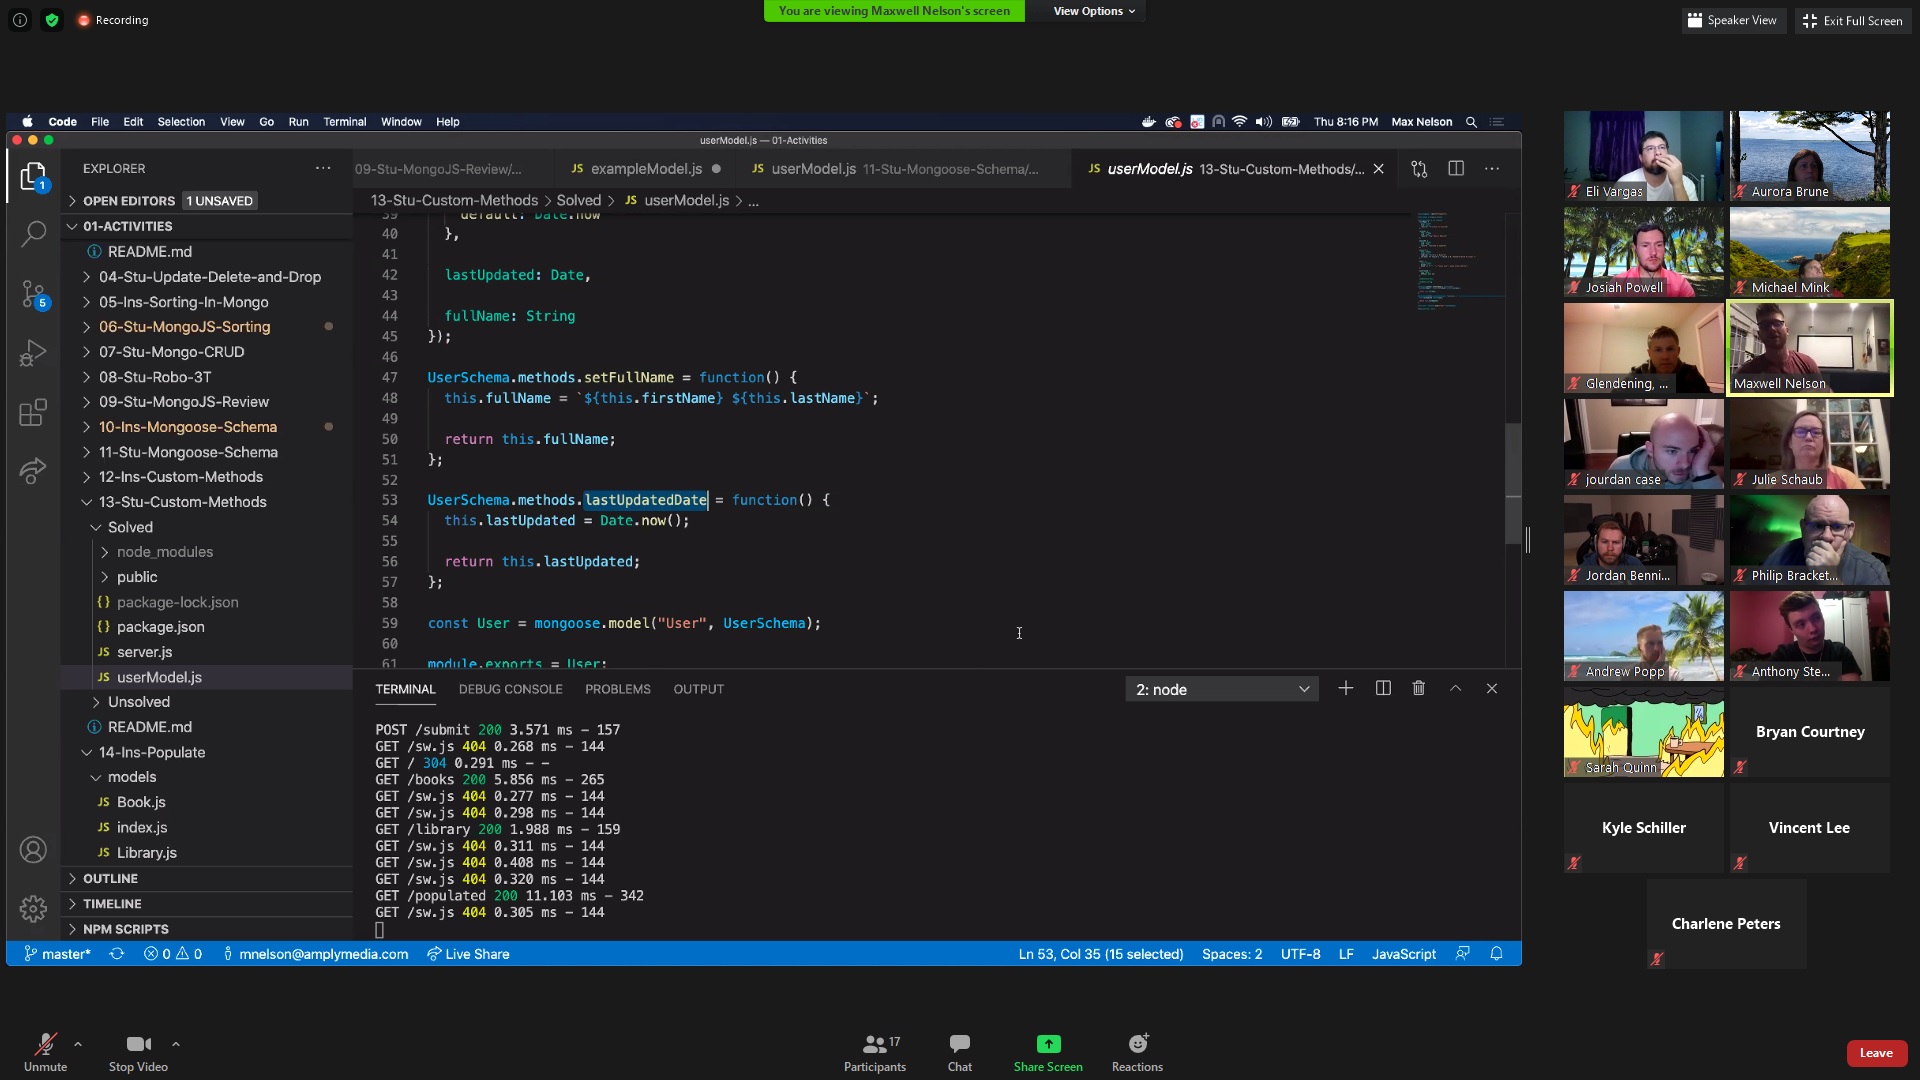 Recording
You are viewing Maxwell Nelson's screen
View Options
Speaker View
Exit Full Screen
Code File Edit Selection View Go Run Terminal Window Help
Thu 8:16 PM Max Nelson
userModel.js — 01-Activities
EXPLORER
OPEN EDITORS 1 UNSAVED
01-ACTIVITIES
README.md
04-Stu-Update-Delete-and-Drop
05-Ins-Sorting-In-Mongo
06-Stu-MongoJS-Sorting
07-Stu-Mongo-CRUD
08-Stu-Robo-3T
09-Stu-MongoJS-Review
10-Ins-Mongoose-Schema
11-Stu-Mongoose-Schema
12-Ins-Custom-Methods
13-Stu-Custom-Methods
Solved
node_modules
public
{} package-lock.json
{} package.json
JS server.js
JS userModel.js
Unsolved
README.md
14-Ins-Populate
models
JS Book.js
JS index.js
JS Library.js
OUTLINE
TIMELINE
NPM SCRIPTS
1
5
09-Stu-MongoJS-Review/...
JS exampleModel.js
JS userModel.js 11-Stu-Mongoose-Schema/...
JS userModel.js 13-Stu-Custom-Methods/...
13-Stu-Custom-Methods > Solved > JS userModel.js > ...
39 default: Date.now
40 },
41
42 lastUpdated: Date,
43
44 fullName: String
45 });
46
47 UserSchema.methods.setFullName = function() {
48 this.fullName = `${this.firstName} ${this.lastName}`;
49
50 return this.fullName;
51 };
52
53 UserSchema.methods.lastUpdatedDate = function() {
54 this.lastUpdated = Date.now();
55
56 return this.lastUpdated;
57 };
58
59 const User = mongoose.model("User", UserSchema);
60
61 module.exports = User;
TERMINAL DEBUG CONSOLE PROBLEMS OUTPUT
2: node
POST /submit 200 3.571 ms - 157
GET /sw.js 404 0.268 ms - 144
GET / 304 0.291 ms - -
GET /books 200 5.856 ms - 265
GET /sw.js 404 0.277 ms - 144
GET /sw.js 404 0.298 ms - 144
GET /library 200 1.988 ms - 159
GET /sw.js 404 0.311 ms - 144
GET /sw.js 404 0.408 ms - 144
GET /sw.js 404 0.320 ms - 144
GET /populated 200 11.103 ms - 342
GET /sw.js 404 0.305 ms - 144
master* 0 0 mnelson@amplymedia.com Live Share
Ln 53, Col 35 (15 selected) Spaces: 2 UTF-8 LF JavaScript
Eli Vargas
Aurora Brune
Josiah Powell
Michael Mink
Glendening, ...
Maxwell Nelson
jourdan case
Julie Schaub
Jordan Benni...
Philip Bracket...
Andrew Popp
Anthony Ste...
Sarah Quinn
Bryan Courtney
Kyle Schiller
Vincent Lee
Charlene Peters
Unmute
Stop Video
17
Participants
Chat
Share Screen
Reactions
Leave